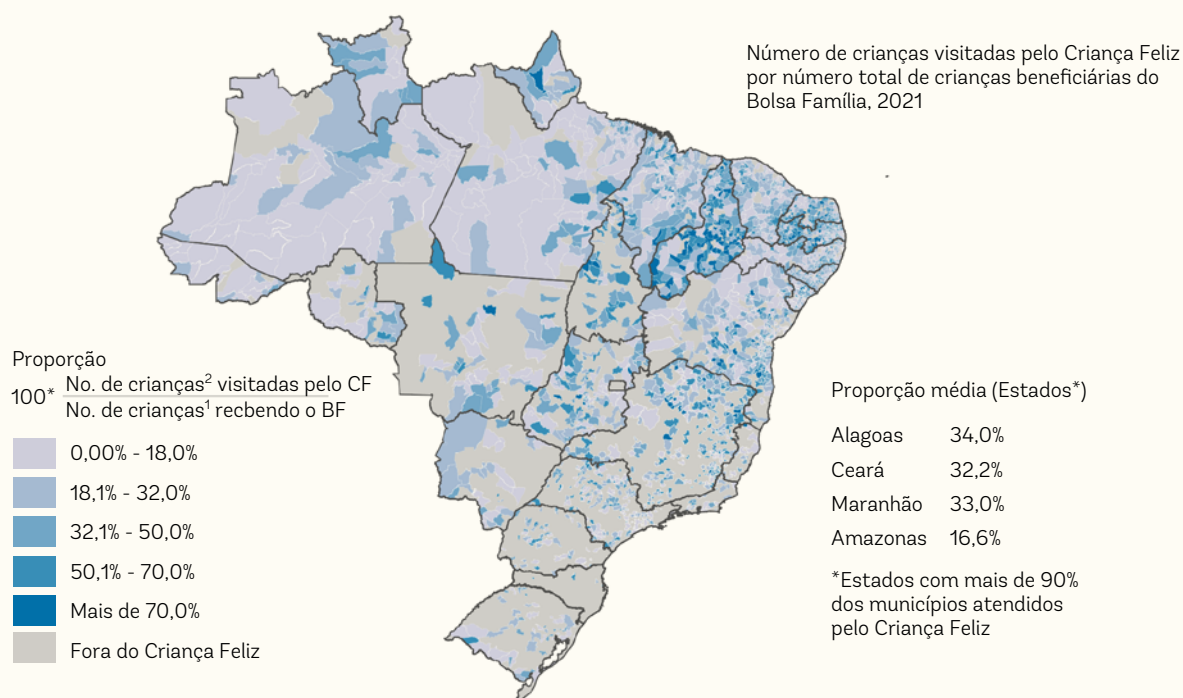 Número de crianças visitadas pelo Criança Feliz
por número total de crianças beneficiárias do
Bolsa Família, 2021
Proporção
100* No. de crianças² visitadas pelo CF
No. de crianças¹ recbendo o BF
0,00% - 18,0%
18,1% - 32,0%
32,1% - 50,0%
50,1% - 70,0%
Mais de 70,0%
Fora do Criança Feliz
Proporção média (Estados*)
Alagoas 34,0%
Ceará 32,2%
Maranhão 33,0%
Amazonas 16,6%
*Estados com mais de 90%
dos municípios atendidos
pelo Criança Feliz